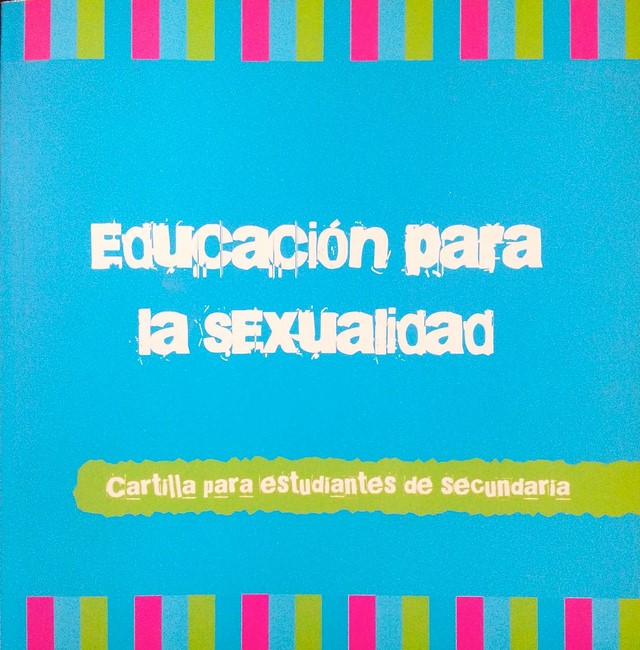 Educación para
la sexualidad
Cartilla para estudiantes de secundaria